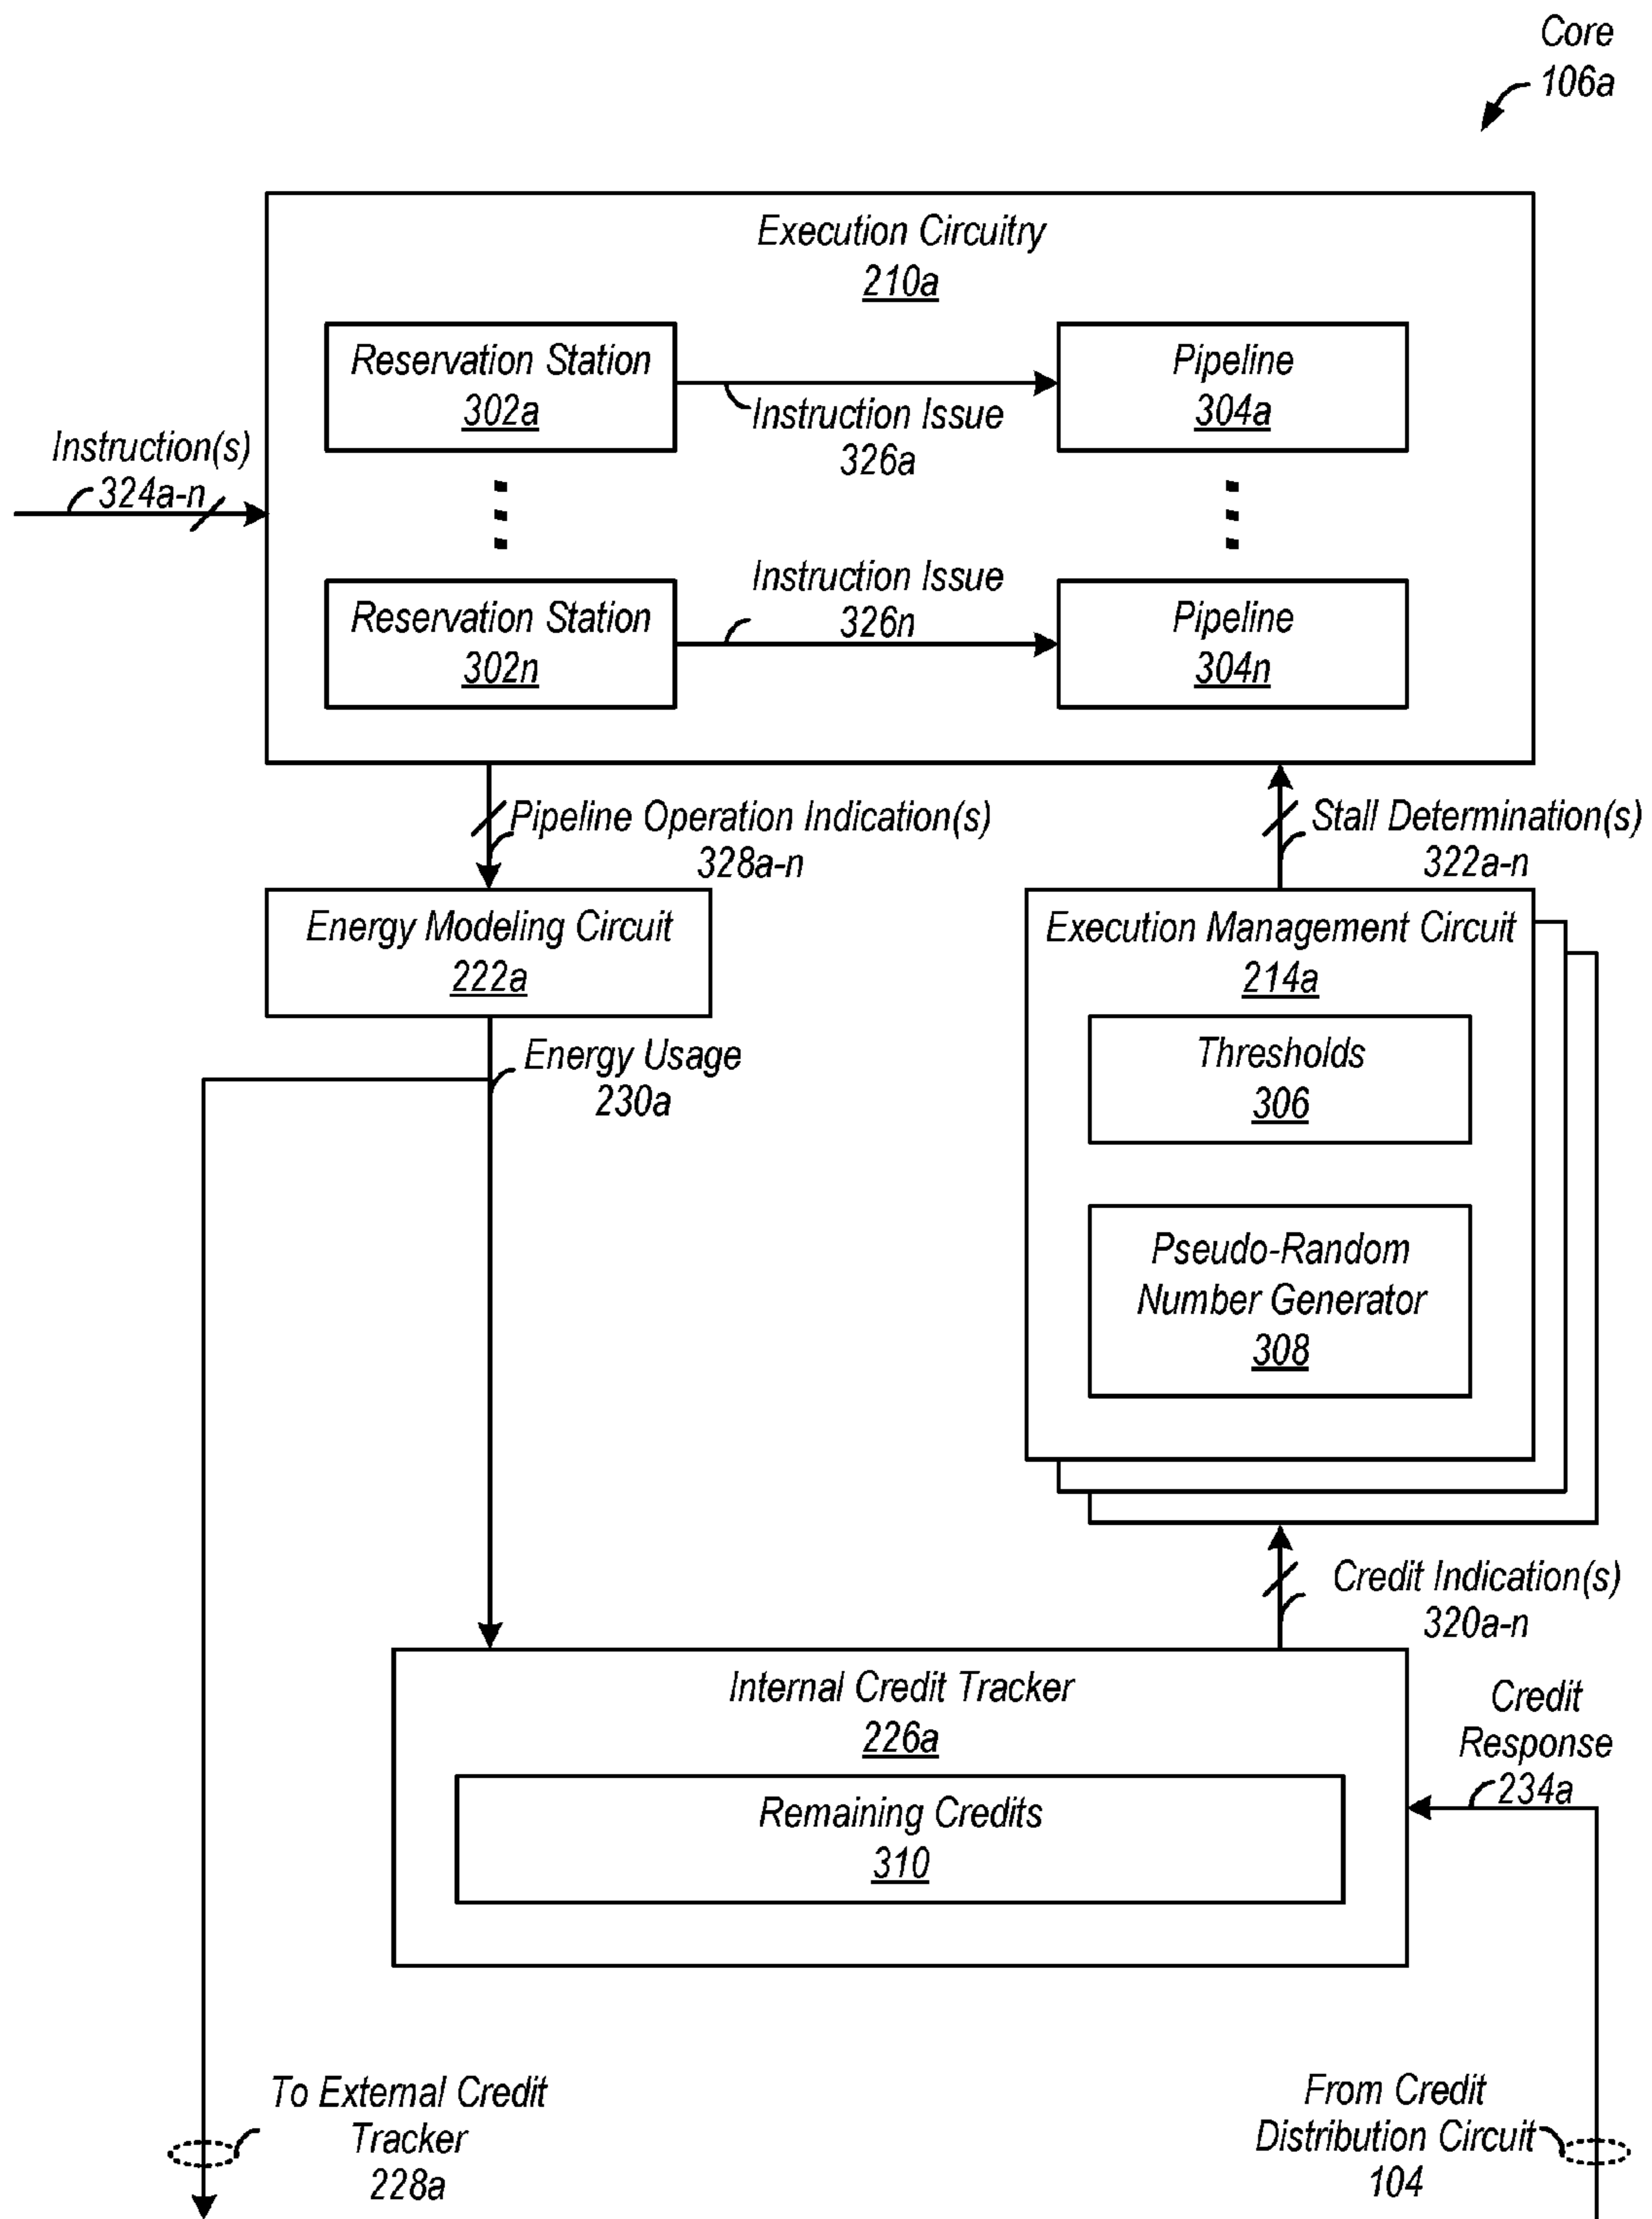 Core
106a
Execution Circuitry
210a
Reservation Station
302a
Instruction Issue
326a
Pipeline
304a
Instruction(s)
324a-n
Reservation Station
302n
Instruction Issue
326n
Pipeline
304n
Pipeline Operation Indication(s)
328a-n
Stall Determination(s)
322a-n
Energy Modeling Circuit
222a
Energy Usage
230a
Execution Management Circuit
214a
Thresholds
306
Pseudo-Random
Number Generator
308
Credit Indication(s)
320a-n
Internal Credit Tracker
226a
Remaining Credits
310
Credit
Response
234a
To External Credit
Tracker
228a
From Credit
Distribution Circuit
104